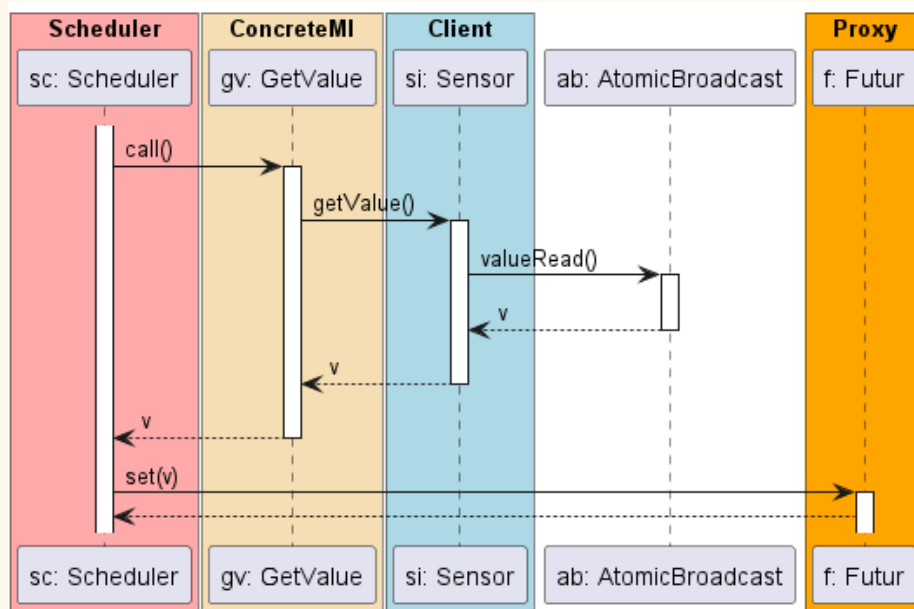 Scheduler ConcreteMI Client Proxy
sc: Scheduler gv: GetValue si: Sensor ab: AtomicBroadcast f: Futur
call()
getValue()
valueRead()
v
v
v
set(v)
sc: Scheduler gv: GetValue si: Sensor ab: AtomicBroadcast f: Futur